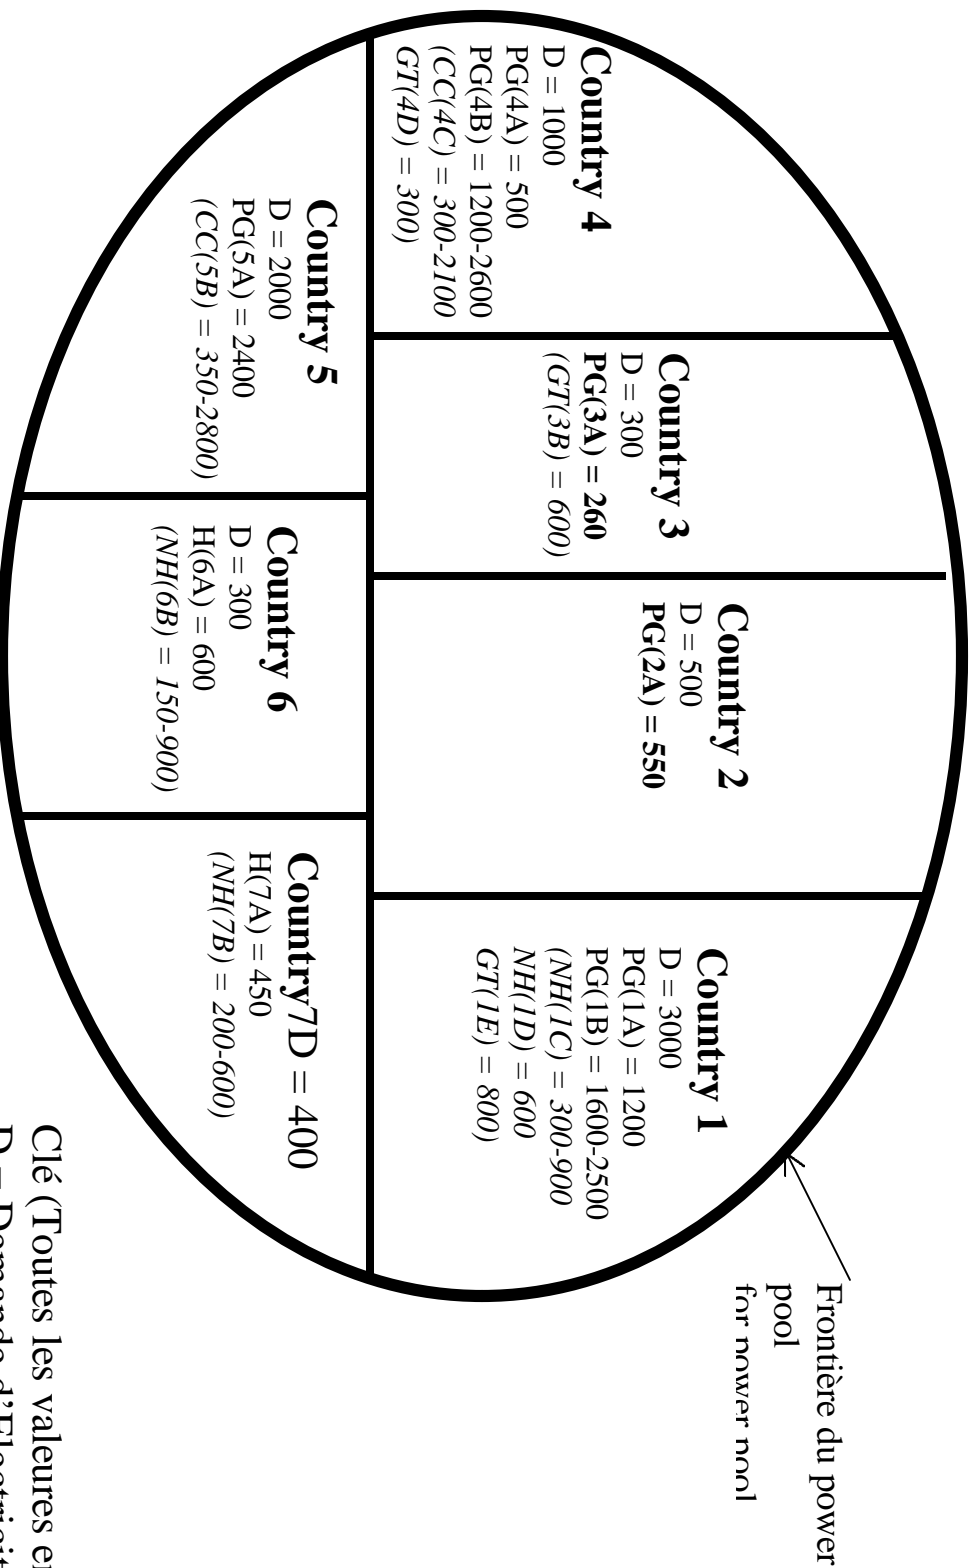 Country 4
D = 1000
PG(4A) = 500
PG(4B) = 1200-2600
(CC(4C) = 300-2100
GT(4D) = 300)
Country 3
D = 300
PG(3A) = 260
(GT(3B) = 600)
Country 2
D = 500
PG(2A) = 550
Country 1
D = 3000
PG(1A) = 1200
PG(1B) = 1600-2500
(NH(1C) = 300-900
NH(1D) = 600
GT(1E) = 800)
Country 5
D = 2000
PG(5A) = 2400
(CC(5B) = 350-2800)
Country 6
D = 300
H(6A) = 600
(NH(6B) = 150-900)
Country7D = 400
H(7A) = 450
(NH(7B) = 200-600)
Frontière du power
pool
for power pool
Clé (Toutes les valeures en
D = Demande d'Electricit